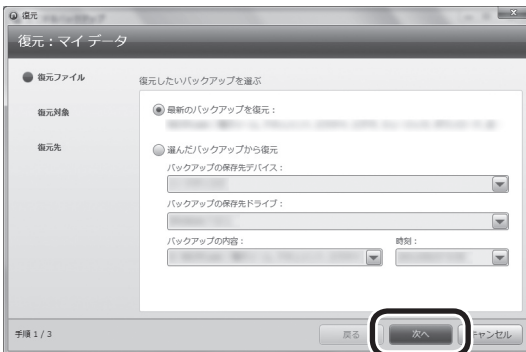 復元
復元：マイ データ
復元ファイル
復元対象
復元先
復元したいバックアップを選ぶ
最新のバックアップを復元：
選んだバックアップから復元
バックアップの保存先デバイス：
バックアップの保存先ドライブ：
バックアップの内容：
時刻：
手順 1 / 3
戻る
次へ
キャンセル